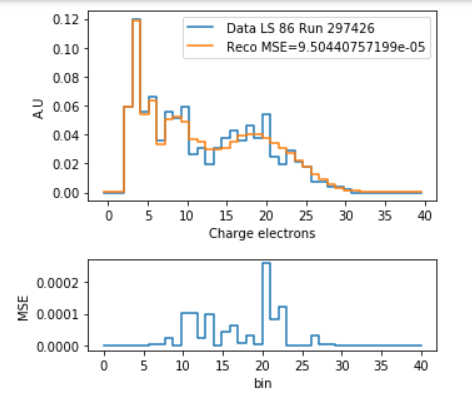 0.12
0.10
0.08
0.06
0.04
0.02
0.00
A.U
Data LS 86 Run 297426
Reco MSE=9.50440757199e-05
0 5 10 15 20 25 30 35 40
Charge electrons
0.0002
0.0001
0.0000
MSE
0 5 10 15 20 25 30 35 40
bin